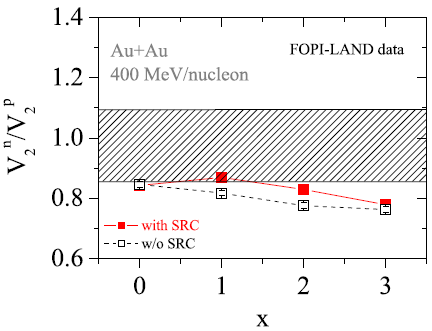 1.4
1.2
1.0
0.8
0.6
V₂ⁿ/V₂ᵖ
Au+Au
400 MeV/nucleon
FOPI-LAND data
with SRC
w/o SRC
0 1 2 3
x